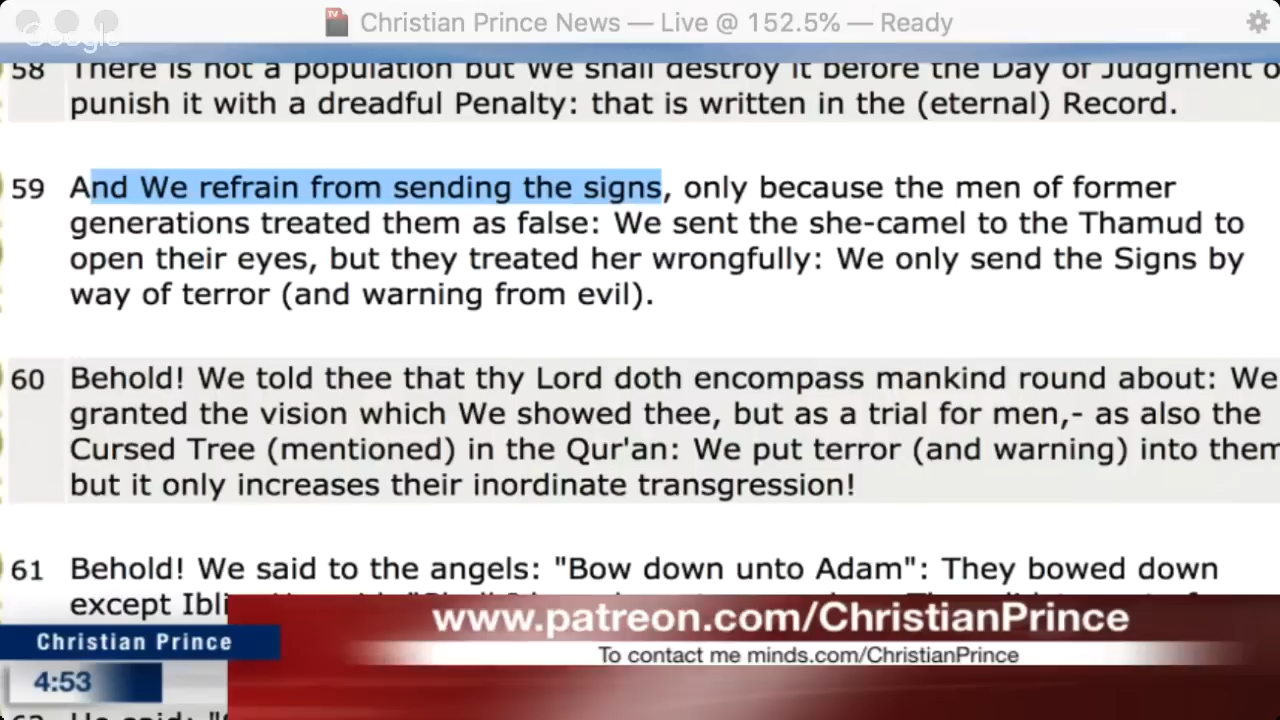 Christian Prince News — Live @ 152.5% — Ready
Google
58 There is not a population but We shall destroy it before the Day of Judgment o
punish it with a dreadful Penalty: that is written in the (eternal) Record.
59 And We refrain from sending the signs, only because the men of former
generations treated them as false: We sent the she-camel to the Thamud to
open their eyes, but they treated her wrongfully: We only send the Signs by
way of terror (and warning from evil).
60 Behold! We told thee that thy Lord doth encompass mankind round about: We
granted the vision which We showed thee, but as a trial for men,- as also the
Cursed Tree (mentioned) in the Qur'an: We put terror (and warning) into them
but it only increases their inordinate transgression!
61 Behold! We said to the angels: "Bow down unto Adam": They bowed down
except Ibli
www.patreon.com/ChristianPrince
Christian Prince
To contact me minds.com/ChristianPrince
4:53
He said: "